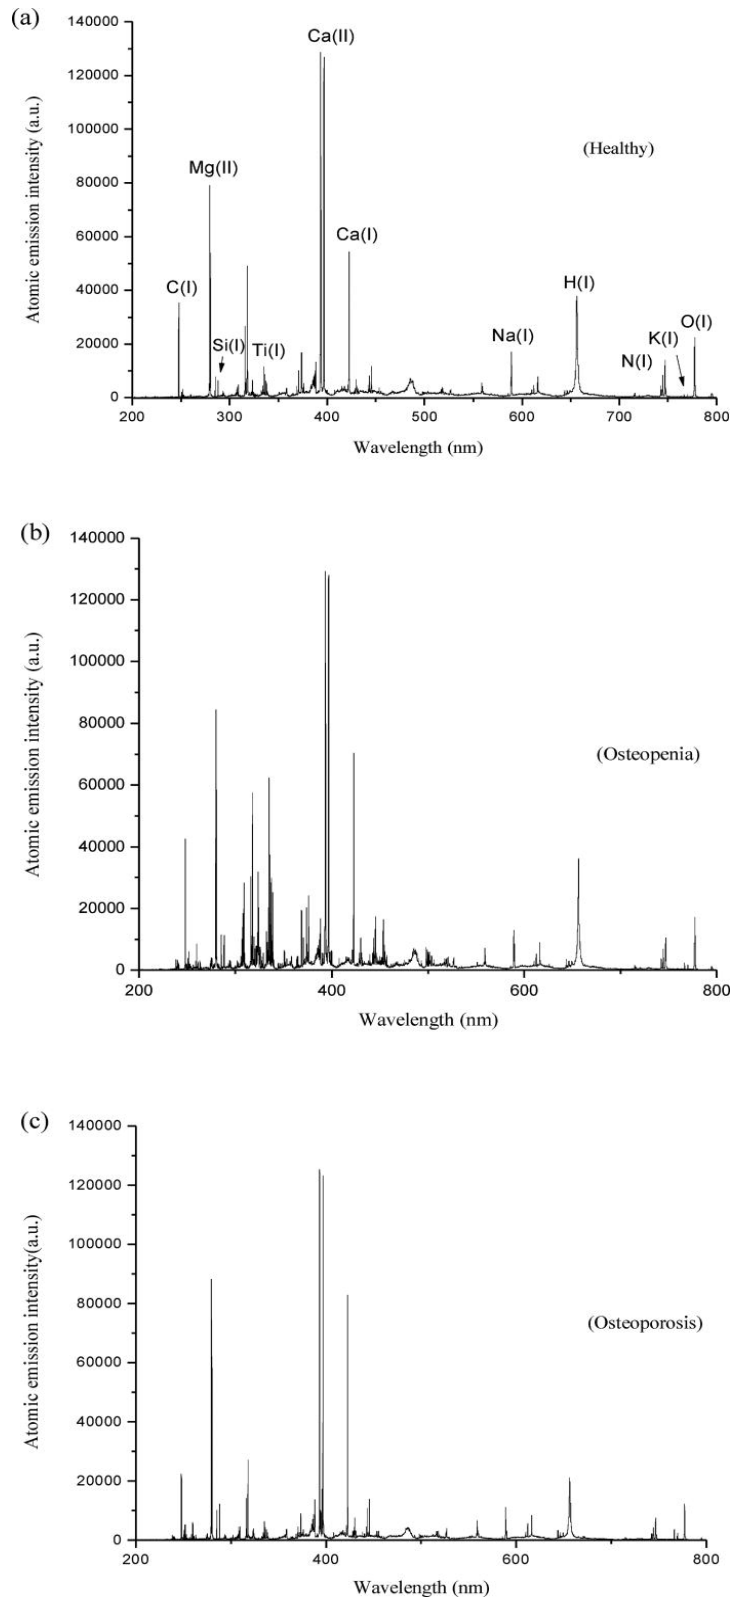 (a)
140000
120000
100000
80000
60000
40000
20000
0
Atomic emission intensity (a.u.)
Ca(II)
(Healthy)
Mg(II)
Ca(I)
C(I)
H(I)
Si(I)
Ti(I)
Na(I)
N(I)
K(I)
O(I)
200 300 400 500 600 700 800
Wavelength (nm)
(b)
140000
120000
100000
80000
60000
40000
20000
0
Atomic emission intensity (a.u.)
(Osteopenia)
200 400 600 800
Wavelength (nm)
(c)
140000
120000
100000
80000
60000
40000
20000
0
Atomic emission intensity(a.u.)
(Osteoporosis)
200 400 600 800
Wavelength (nm)